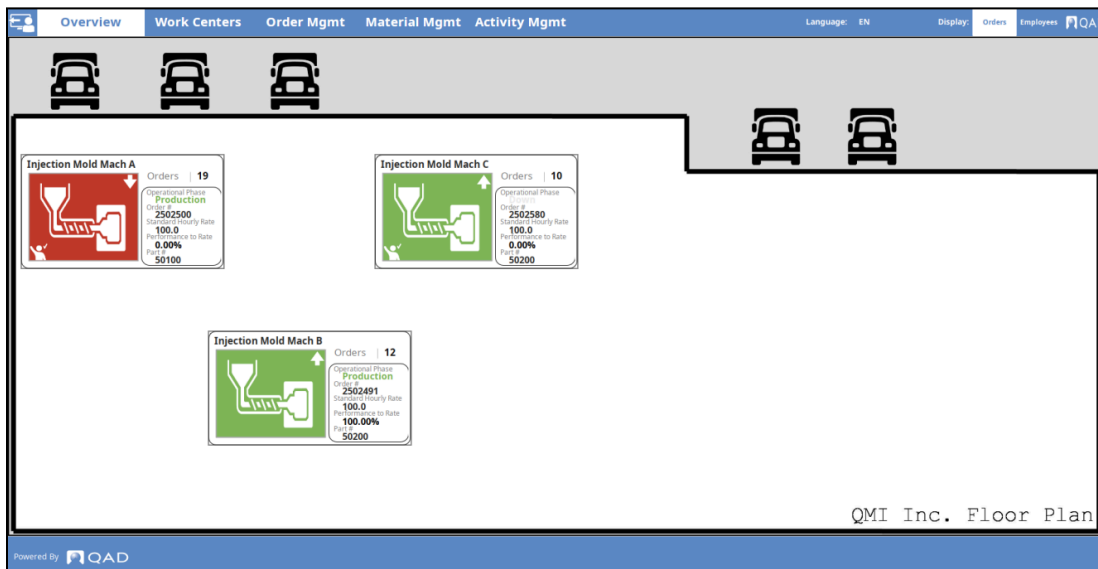 Overview Work Centers Order Mgmt Material Mgmt Activity Mgmt Language: EN Display: Orders Employees QA
Injection Mold Mach A
Orders | 19
Operational Phase
Production
Order #
2502500
Standard Hourly Rate
100.0
Performance to Rate
0.00%
Part #
50100
Injection Mold Mach C
Orders | 10
Operational Phase
Down
Order #
2502580
Standard Hourly Rate
100.0
Performance to Rate
0.00%
Part #
50200
Injection Mold Mach B
Orders | 12
Operational Phase
Production
Order #
2502491
Standard Hourly Rate
100.0
Performance to Rate
100.00%
Part #
50200
QMI Inc. Floor Plan
Powered By QAD